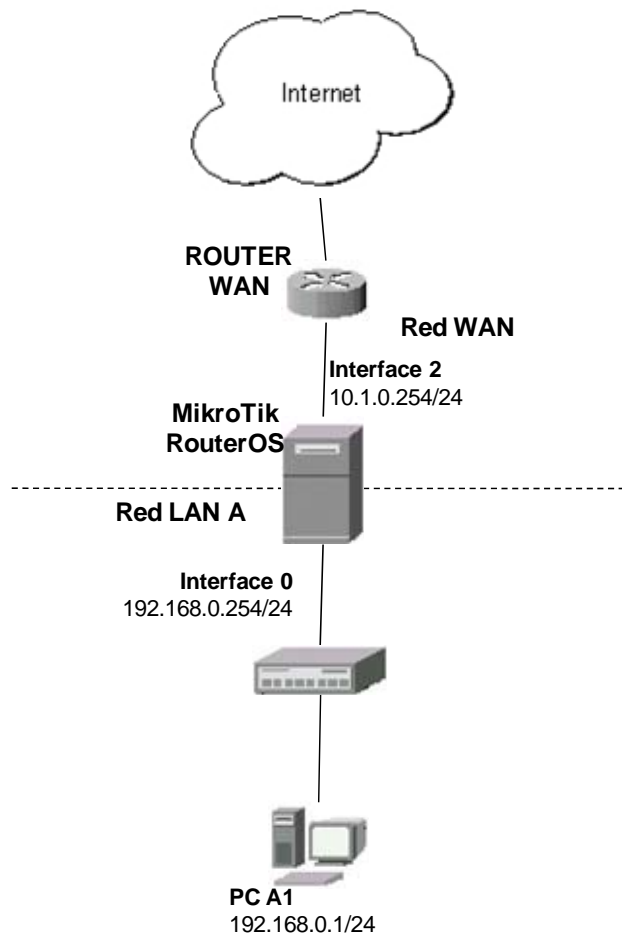 Internet
ROUTER
WAN
Red WAN
Interface 2
10.1.0.254/24
MikroTik
RouterOS
Red LAN A
Interface 0
192.168.0.254/24
PC A1
192.168.0.1/24